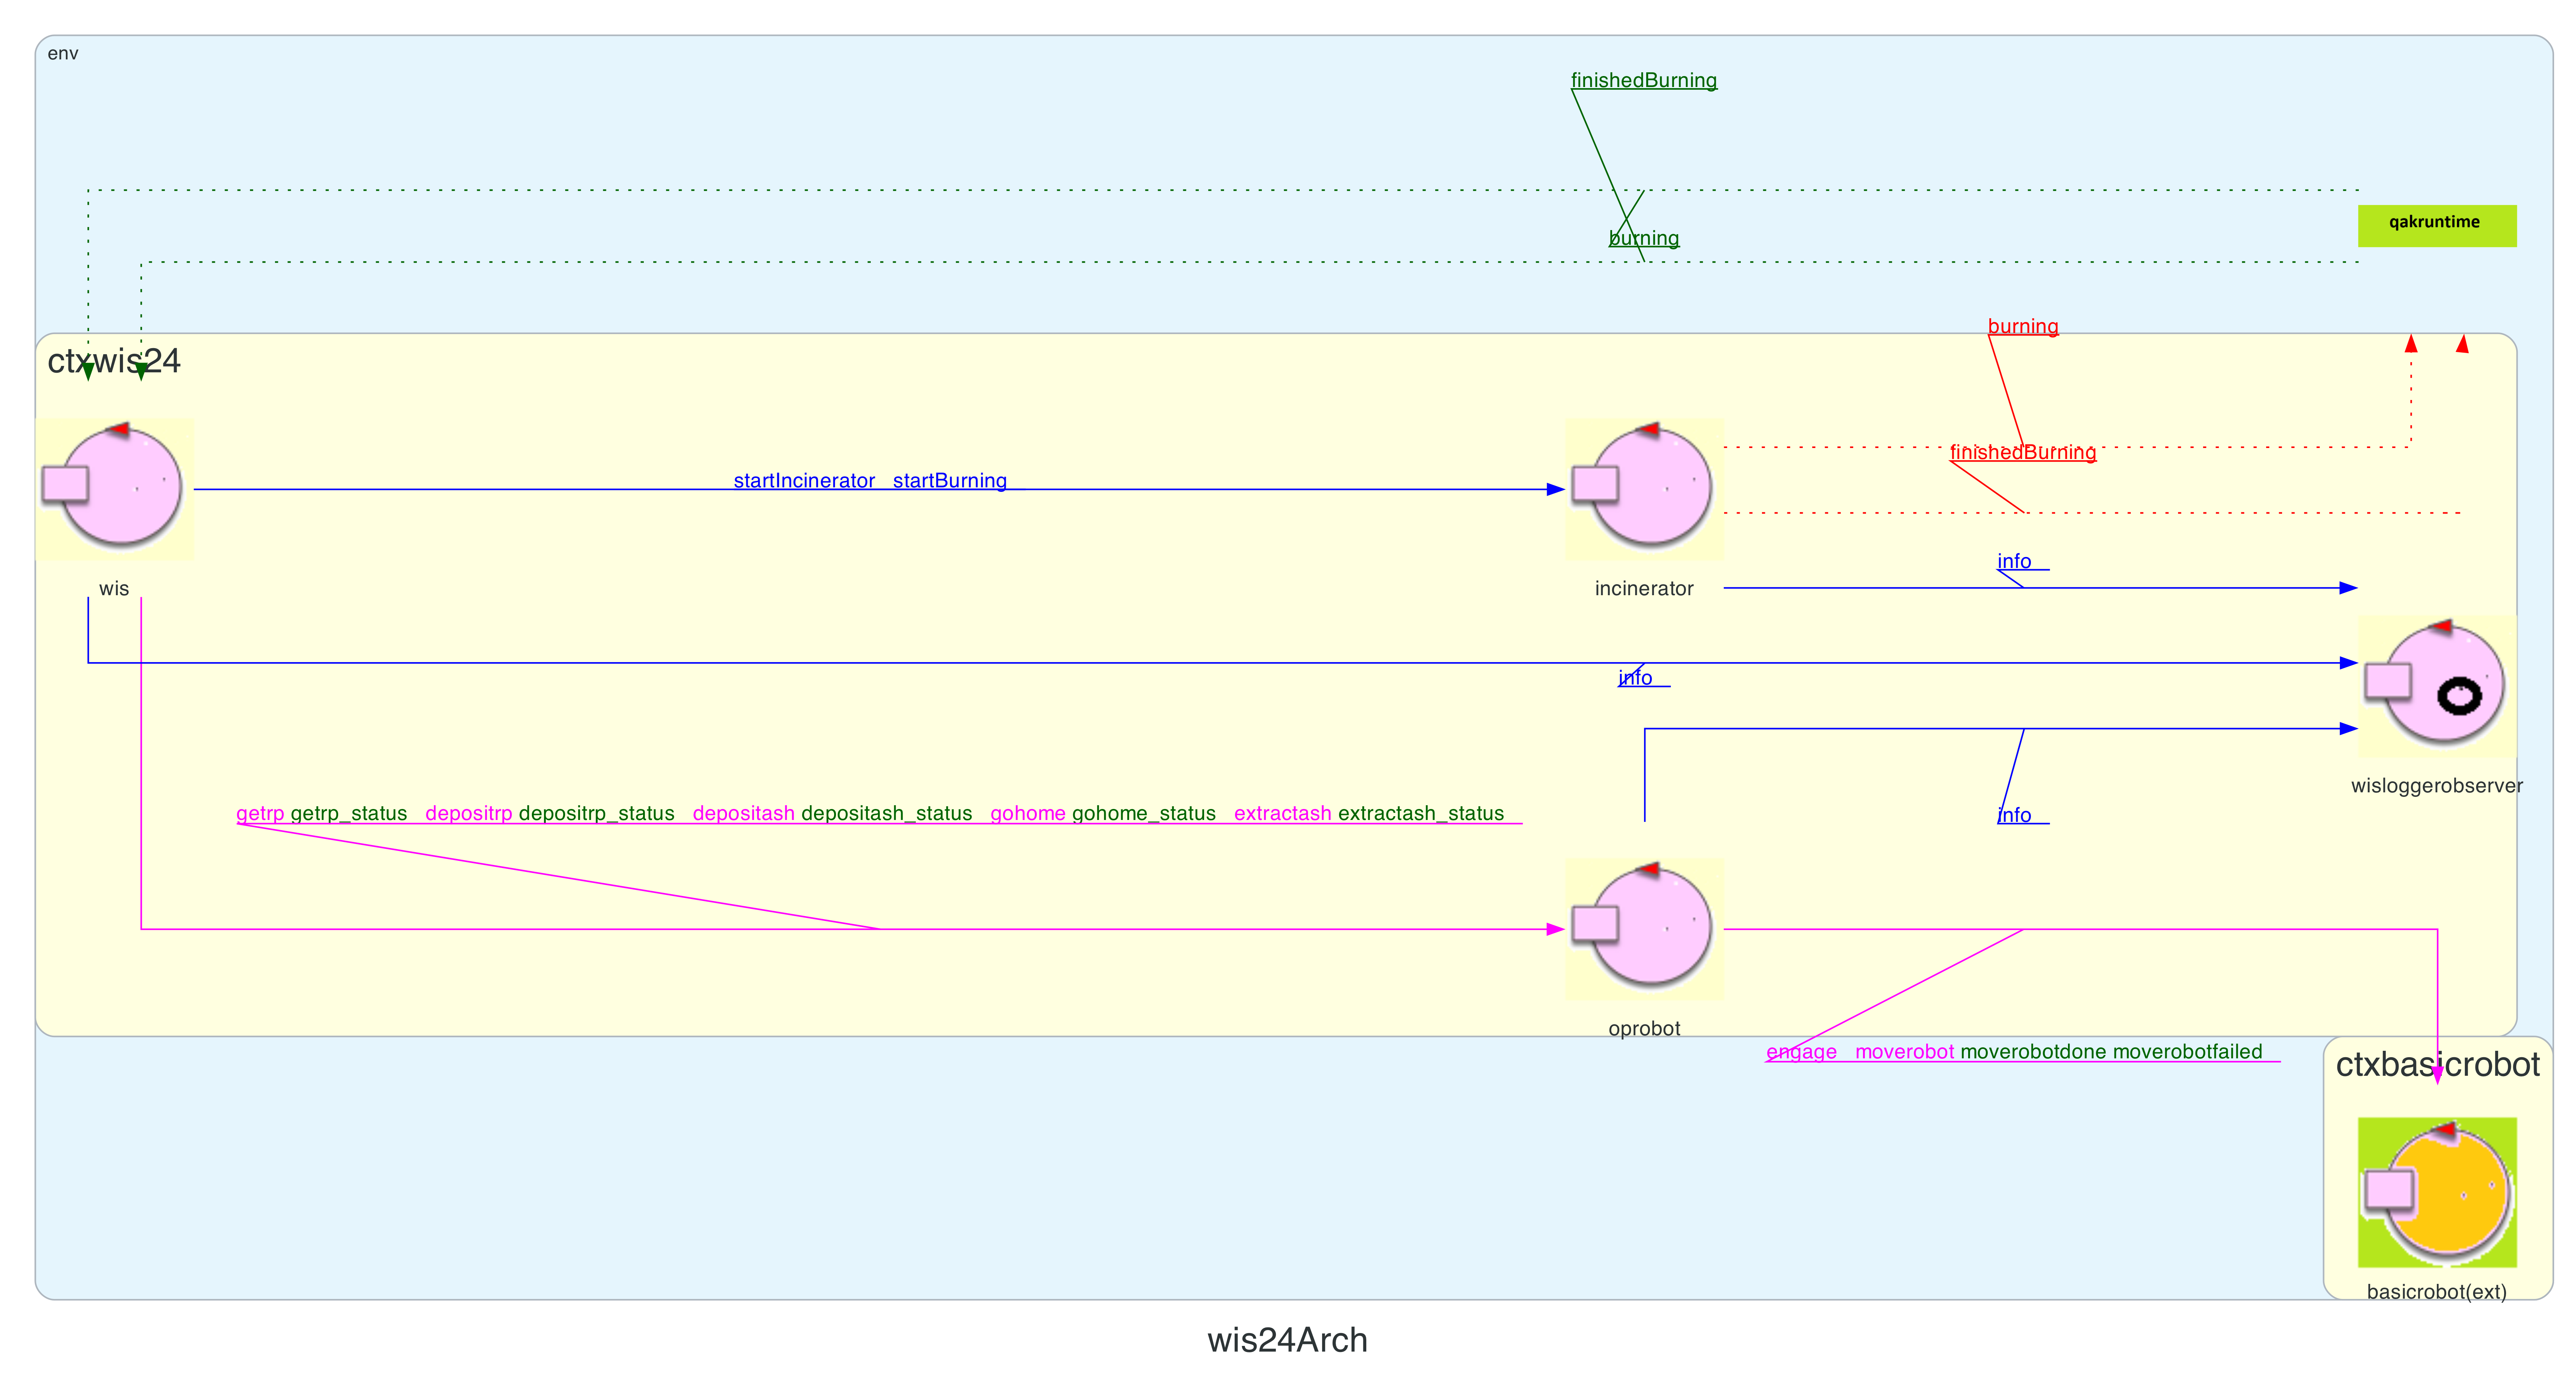 env
finishedBurning
qakruntime
burning
burning
ctxwis24
finishedBurning
startIncinerator startBurning
info
wis
incinerator
info
wisloggerobserver
getrp getrp_status depositrp depositrp_status depositash depositash_status gohome gohome_status extractash extractash_status
info
oprobot
engage moverobot moverobotdone moverobotfailed
ctxbasicrobot
basicrobot(ext)
wis24Arch